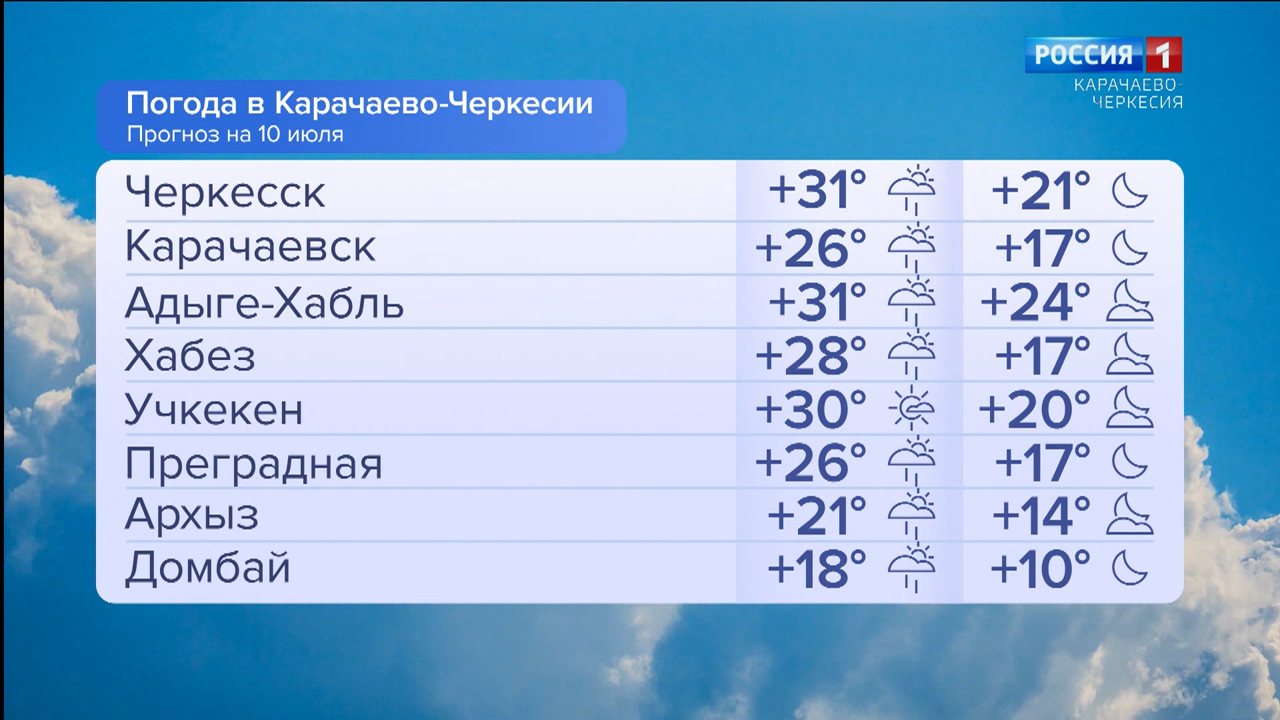 РОССИЯ 1
КАРАЧАЕВО-
ЧЕРКЕСИЯ
Погода в Карачаево-Черкесии
Прогноз на 10 июля
Черкесск +31° +21°
Карачаевск +26° +17°
Адыге-Хабль +31° +24°
Хабез +28° +17°
Учкекен +30° +20°
Преградная +26° +17°
Архыз +21° +14°
Домбай +18° +10°